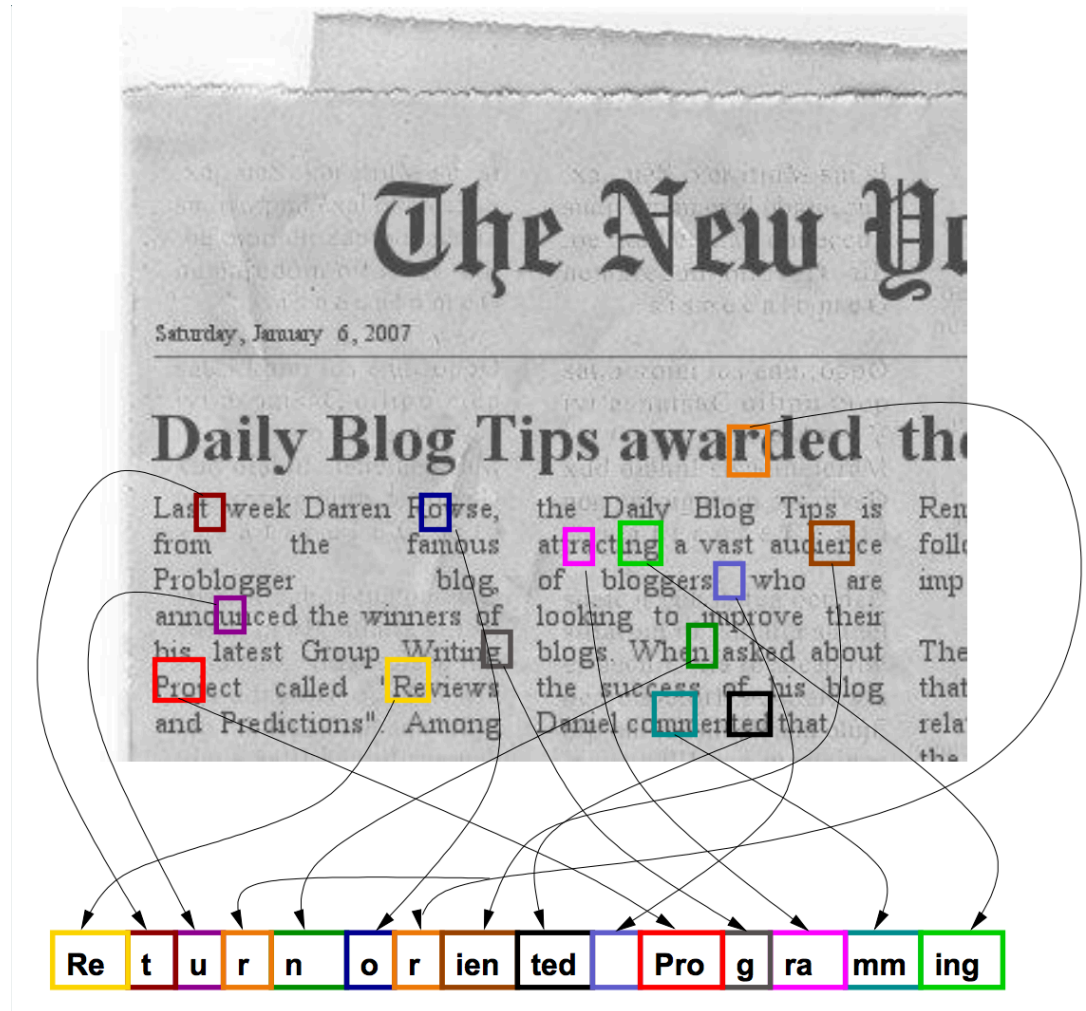 The New Yo
Saturday, January 6, 2007
Daily Blog Tips awarded the
Last week Darren Rowse,
from the famous
Problogger blog,
announced the winners of
his latest Group Writing
Project called "Reviews
and Predictions". Among
the Daily Blog Tips is
attracting a vast audience
of bloggers who are
looking to improve their
blogs. When asked about
the success of his blog
Daniel commented that
Ren
follo
imp
The
that
rela
the
Re t u r n o r ien ted Pro g ra mm ing